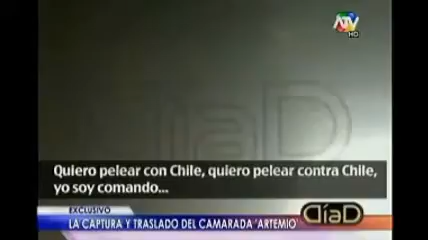 ATV
HD
DíaD
Quiero pelear con Chile, quiero pelear contra Chile,
yo soy comando...
EXCLUSIVO
LA CAPTURA Y TRASLADO DEL CAMARADA 'ARTEMIO'
DíaD